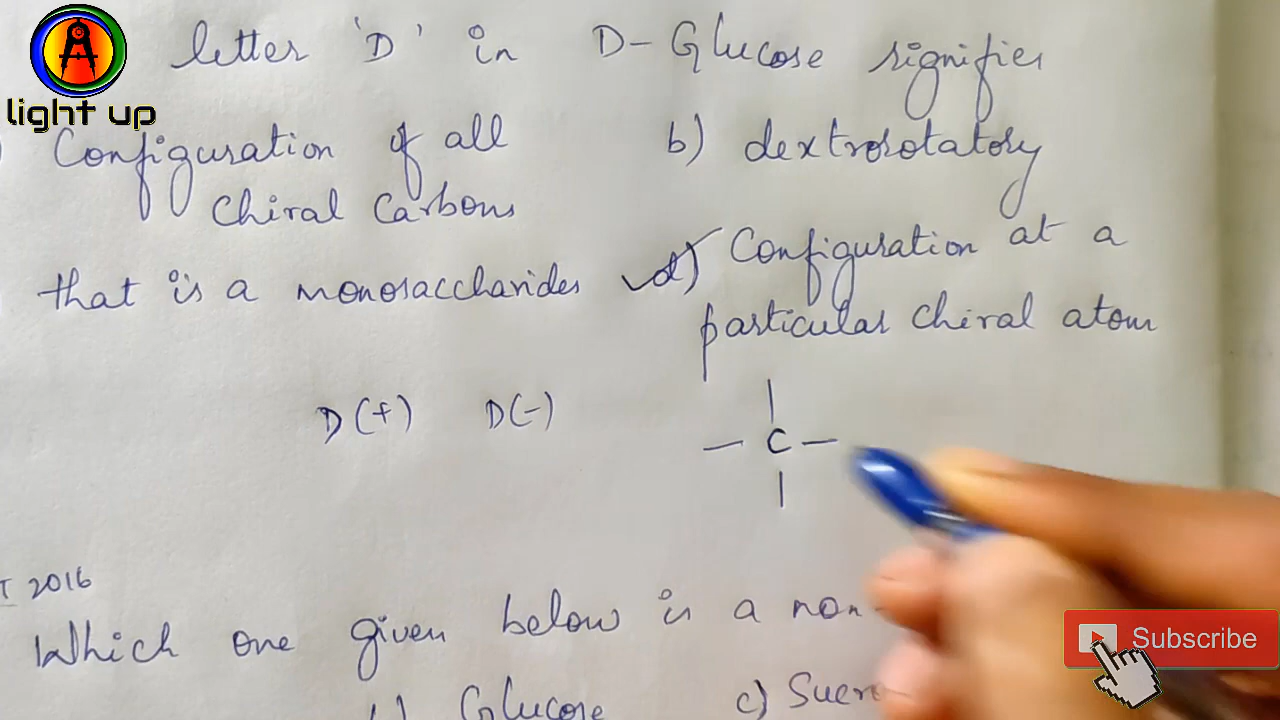 light up
letter 'D' in D-Glucose signifies
Configuration of all
chiral carbons
b) dextrorotatory
that is a monosaccharides
d) Configuration at a
particular chiral atom
D(+) D(-)
C
T 2016
Which one given below is a non-
Glucose
c) Sucro
Subscribe